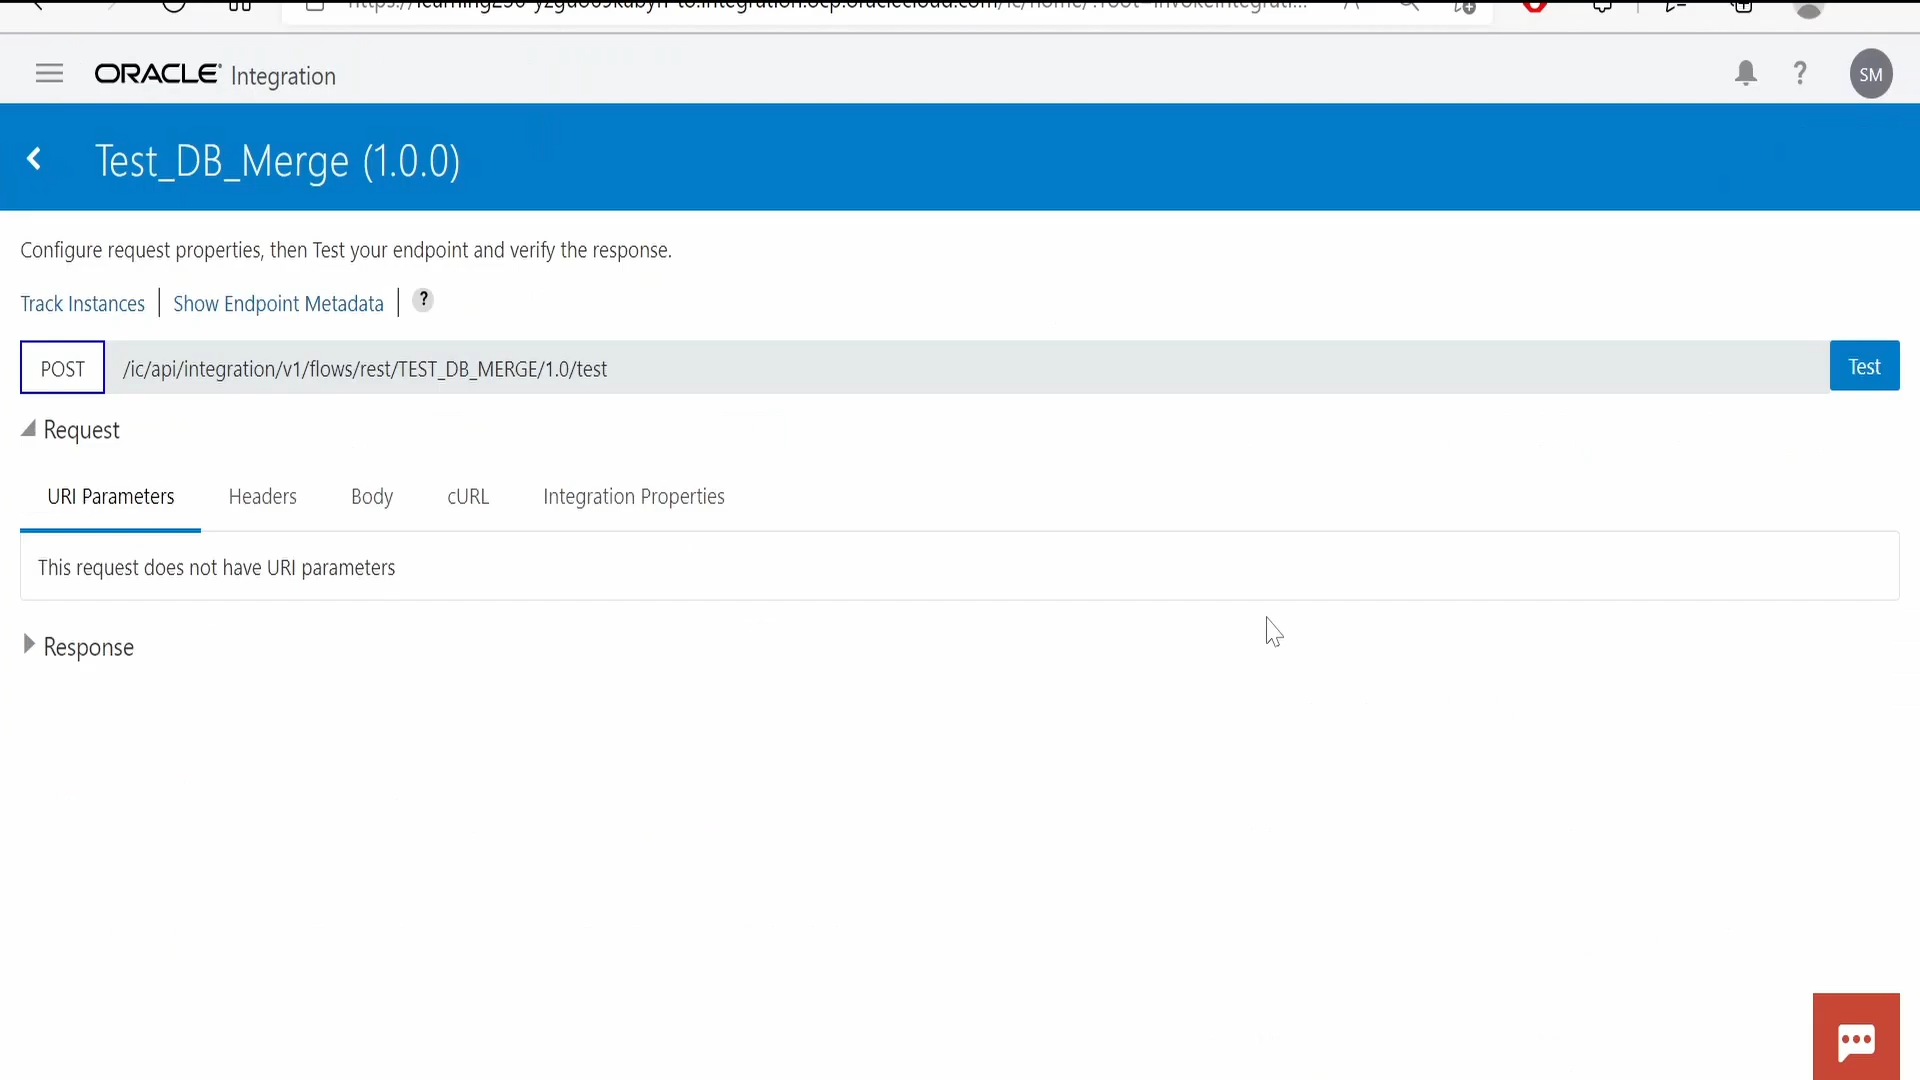 ORACLE Integration
SM
Test_DB_Merge (1.0.0)
Configure request properties, then Test your endpoint and verify the response.
Track Instances | Show Endpoint Metadata | ?
POST /ic/api/integration/v1/flows/rest/TEST_DB_MERGE/1.0/test Test
Request
URI Parameters Headers Body cURL Integration Properties
This request does not have URI parameters
Response